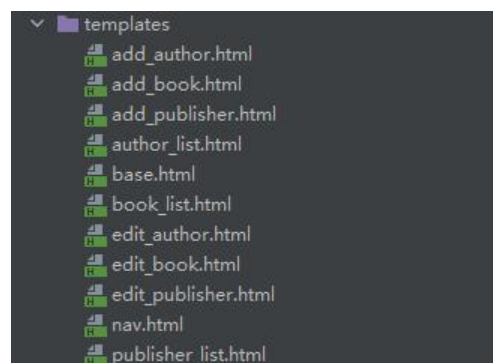 templates
add_author.html
add_book.html
add_publisher.html
author_list.html
base.html
book_list.html
edit_author.html
edit_book.html
edit_publisher.html
nav.html
publisher_list.html